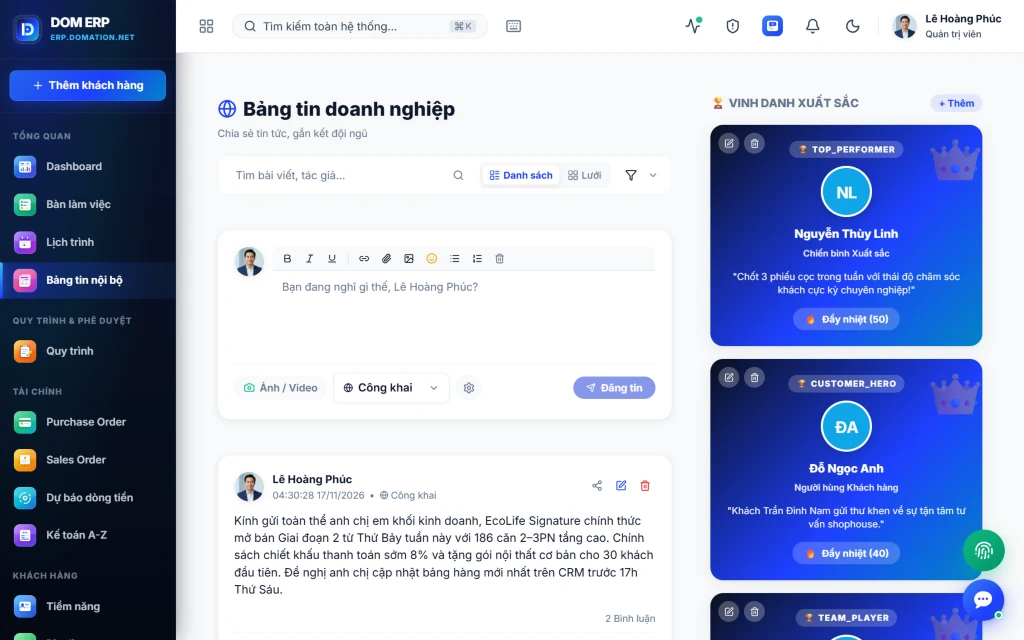 DOM ERP
ERP.DOMATION.NET
+ Thêm khách hàng
TỔNG QUAN
Dashboard
Bàn làm việc
Lịch trình
Bảng tin nội bộ
QUY TRÌNH & PHÊ DUYỆT
Quy trình
TÀI CHÍNH
Purchase Order
Sales Order
Dự báo dòng tiền
Kế toán A-Z
KHÁCH HÀNG
Tiềm năng
Tìm kiếm toàn hệ thống...
⌘K
Lê Hoàng Phúc
Quản trị viên
Bảng tin doanh nghiệp
Chia sẻ tin tức, gắn kết đội ngũ
Tìm bài viết, tác giả...
Danh sách
Lưới
B I U
Bạn đang nghĩ gì thế, Lê Hoàng Phúc?
Ảnh / Video
Công khai
Đăng tin
Lê Hoàng Phúc
04:30:28 17/11/2026 • Công khai
Kính gửi toàn thể anh chị em khối kinh doanh, EcoLife Signature chính thức
mở bán Giai đoạn 2 từ Thứ Bảy tuần này với 186 căn 2–3PN tầng cao. Chính
sách chiết khấu thanh toán sớm 8% và tặng gói nội thất cơ bản cho 30 khách
đầu tiên. Đề nghị anh chị cập nhật bảng hàng mới nhất trên CRM trước 17h
Thứ Sáu.
2 Bình luận
VINH DANH XUẤT SẮC
+ Thêm
TOP_PERFORMER
NL
Nguyễn Thùy Linh
Chiến binh Xuất sắc
"Chốt 3 phiếu cọc trong tuần với thái độ chăm sóc
khách cực kỳ chuyên nghiệp!"
Đầy nhiệt (50)
CUSTOMER_HERO
ĐA
Đỗ Ngọc Anh
Người hùng Khách hàng
"Khách Trần Đình Nam gửi thư khen về sự tận tâm tư
vấn shophouse."
Đầy nhiệt (40)
TEAM_PLAYER